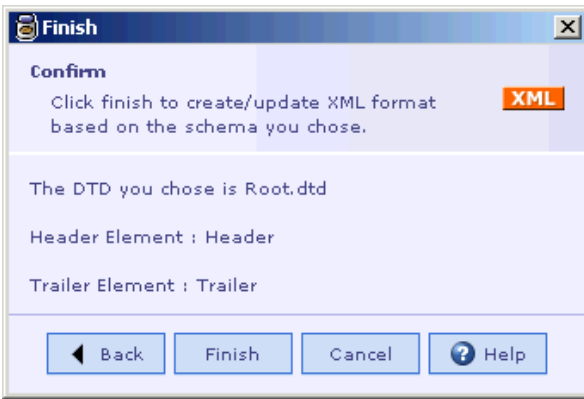 Finish
Confirm
Click finish to create/update XML format
XML
based on the schema you chose.
The DTD you chose is Root.dtd
Header Element : Header
Trailer Element : Trailer
Back Finish Cancel Help